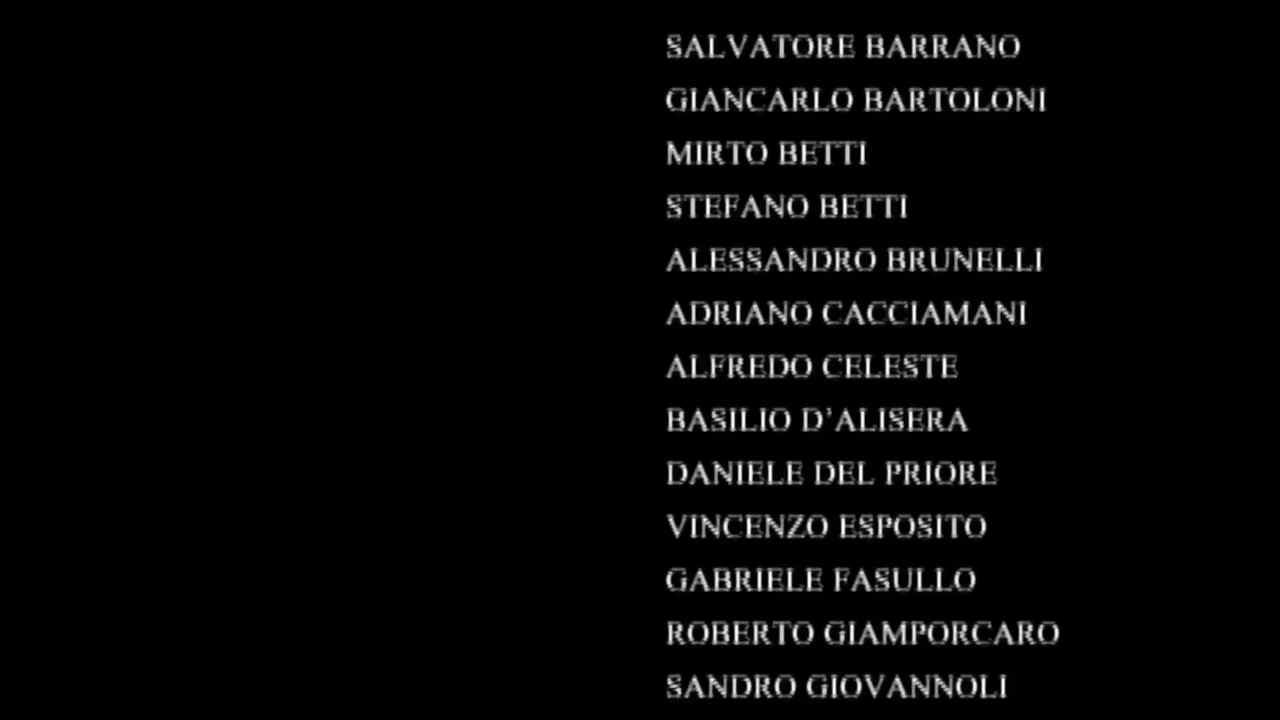 SALVATORE BARRANO
GIANCARLO BARTOLONI
MIRTO BETTI
STEFANO BETTI
ALESSANDRO BRUNELLI
ADRIANO CACCIAMANI
ALFREDO CELESTE
BASILIO D'ALISERA
DANIELE DEL PRIORE
VINCENZO ESPOSITO
GABRIELE FASULLO
ROBERTO GIAMPORCARO
SANDRO GIOVANNOLI